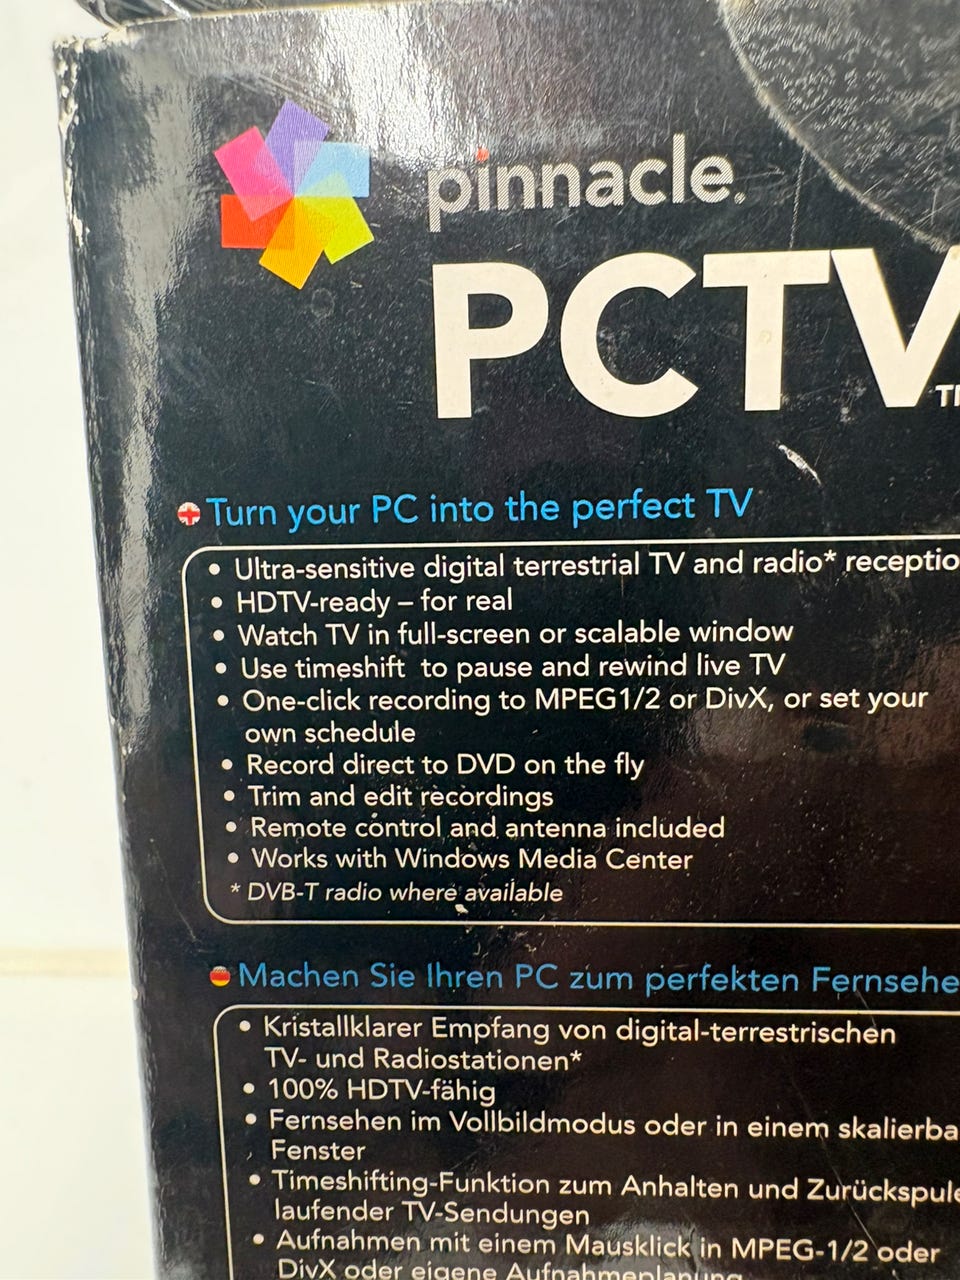 pinnacle.
PCTV
Turn your PC into the perfect TV
• Ultra-sensitive digital terrestrial TV and radio* receptio
• HDTV-ready – for real
• Watch TV in full-screen or scalable window
• Use timeshift to pause and rewind live TV
• One-click recording to MPEG1/2 or DivX, or set your
own schedule
• Record direct to DVD on the fly
• Trim and edit recordings
• Remote control and antenna included
• Works with Windows Media Center
* DVB-T radio where available
Machen Sie Ihren PC zum perfekten Fernsehe
• Kristallklarer Empfang von digital-terrestrischen
TV- und Radiostationen*
• 100% HDTV-fähig
• Fernsehen im Vollbildmodus oder in einem skalierba
Fenster
• Timeshifting-Funktion zum Anhalten und Zurückspule
laufender TV-Sendungen
• Aufnahmen mit einem Mausklick in MPEG-1/2 oder
DivX oder eigene Aufnahmeplanung